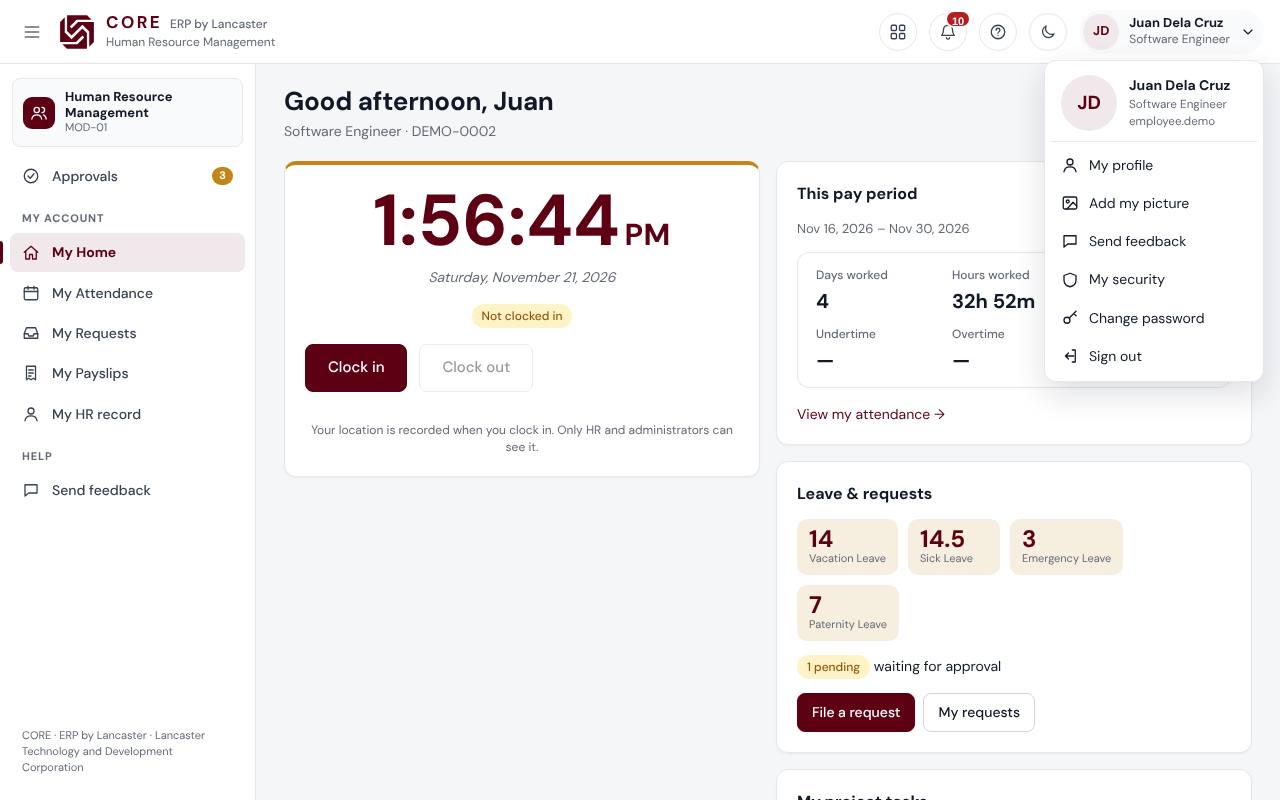 CORE ERP by Lancaster
Human Resource Management
10
JD
Juan Dela Cruz
Software Engineer
Human Resource
Management
MOD-01
Approvals 3
MY ACCOUNT
My Home
My Attendance
My Requests
My Payslips
My HR record
HELP
Send feedback
CORE · ERP by Lancaster · Lancaster
Technology and Development
Corporation
Good afternoon, Juan
Software Engineer · DEMO-0002
1:56:44 PM
Saturday, November 21, 2026
Not clocked in
Clock in
Clock out
Your location is recorded when you clock in. Only HR and administrators can
see it.
This pay period
Nov 16, 2026 – Nov 30, 2026
Days worked Hours worked
4 32h 52m
Undertime Overtime
— —
View my attendance →
Leave & requests
14
Vacation Leave
14.5
Sick Leave
3
Emergency Leave
7
Paternity Leave
1 pending waiting for approval
File a request
My requests
My project tasks
JD
Juan Dela Cruz
Software Engineer
employee.demo
My profile
Add my picture
Send feedback
My security
Change password
Sign out